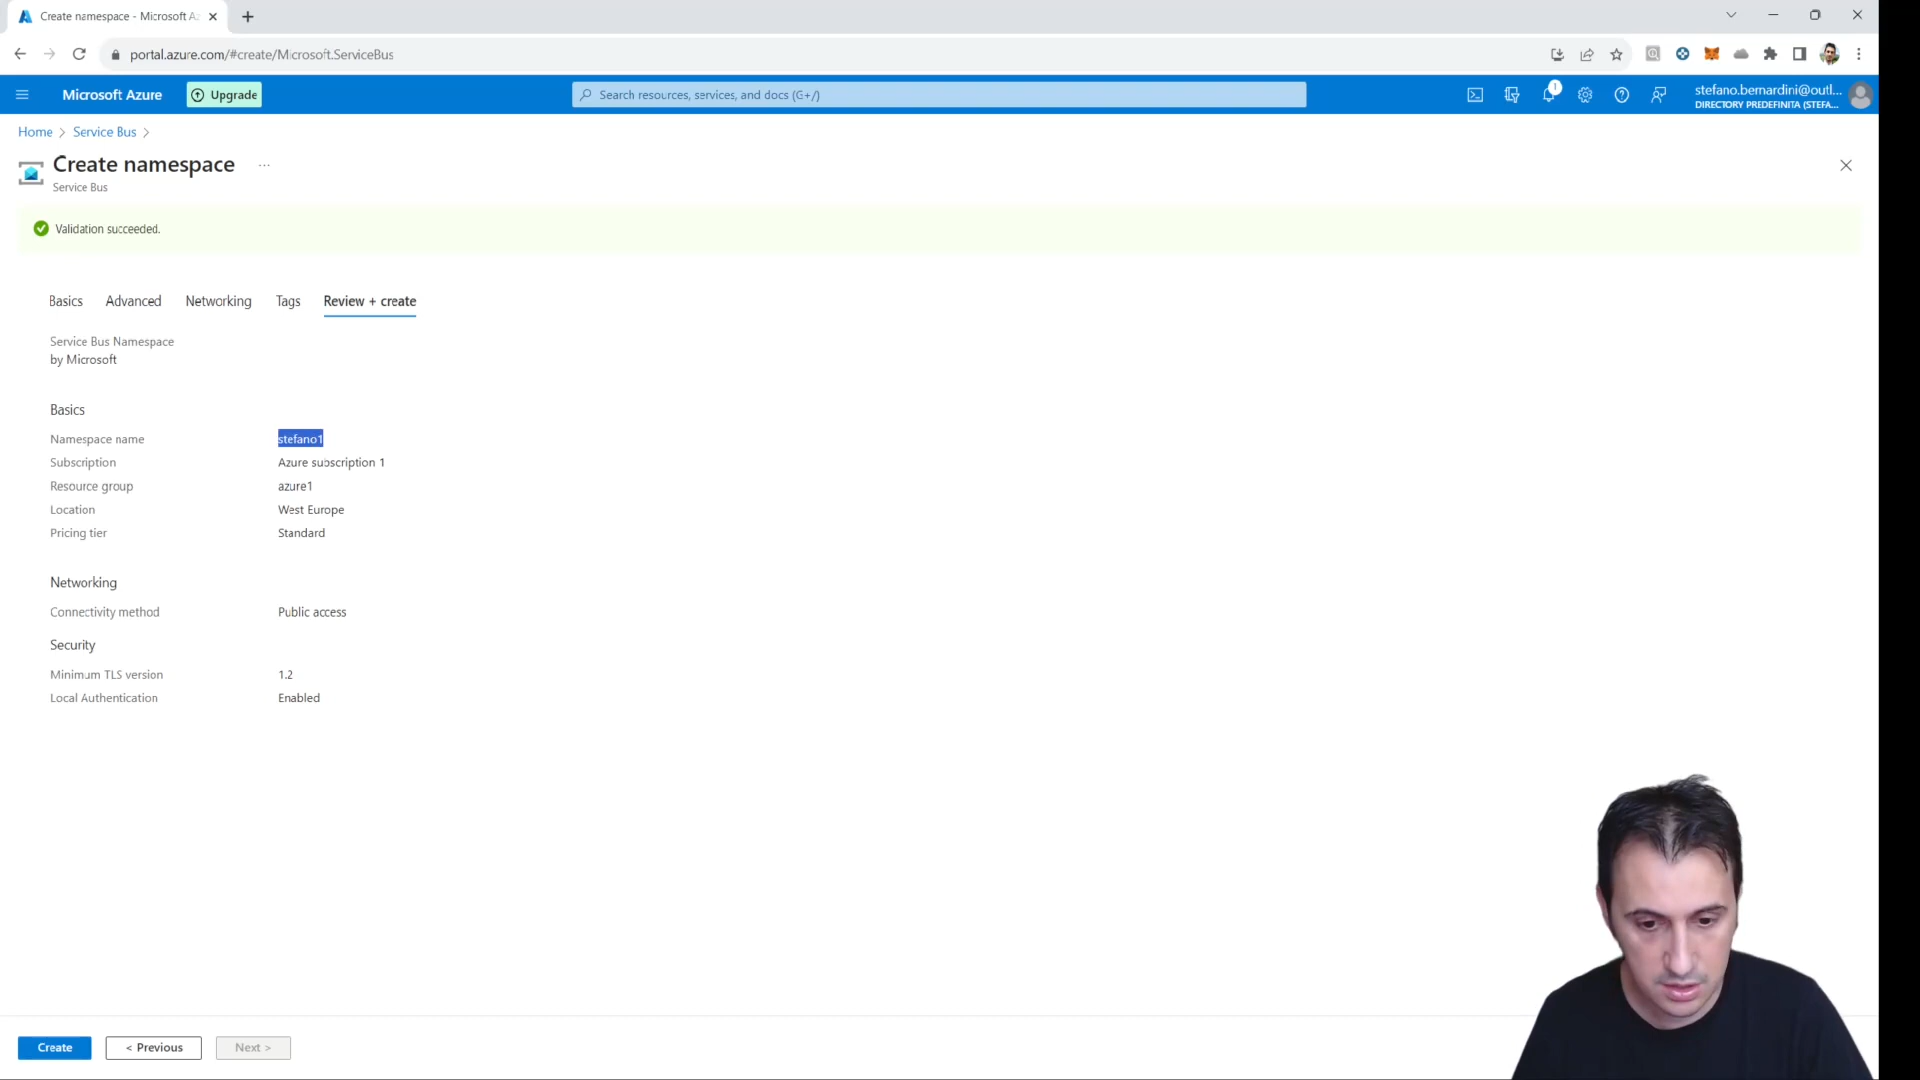 Create namespace - Microsoft Az
portal.azure.com/#create/Microsoft.ServiceBus
Microsoft Azure
Upgrade
Search resources, services, and docs (G+/)
1
stefano.bernardini@outl...
DIRECTORY PREDEFINITA (STEFA...
Home > Service Bus >
Create namespace ...
Service Bus
Validation succeeded.
Basics Advanced Networking Tags Review + create
Service Bus Namespace
by Microsoft
Basics
Namespace name stefano1
Subscription Azure subscription 1
Resource group azure1
Location West Europe
Pricing tier Standard
Networking
Connectivity method Public access
Security
Minimum TLS version 1.2
Local Authentication Enabled
Create < Previous Next >